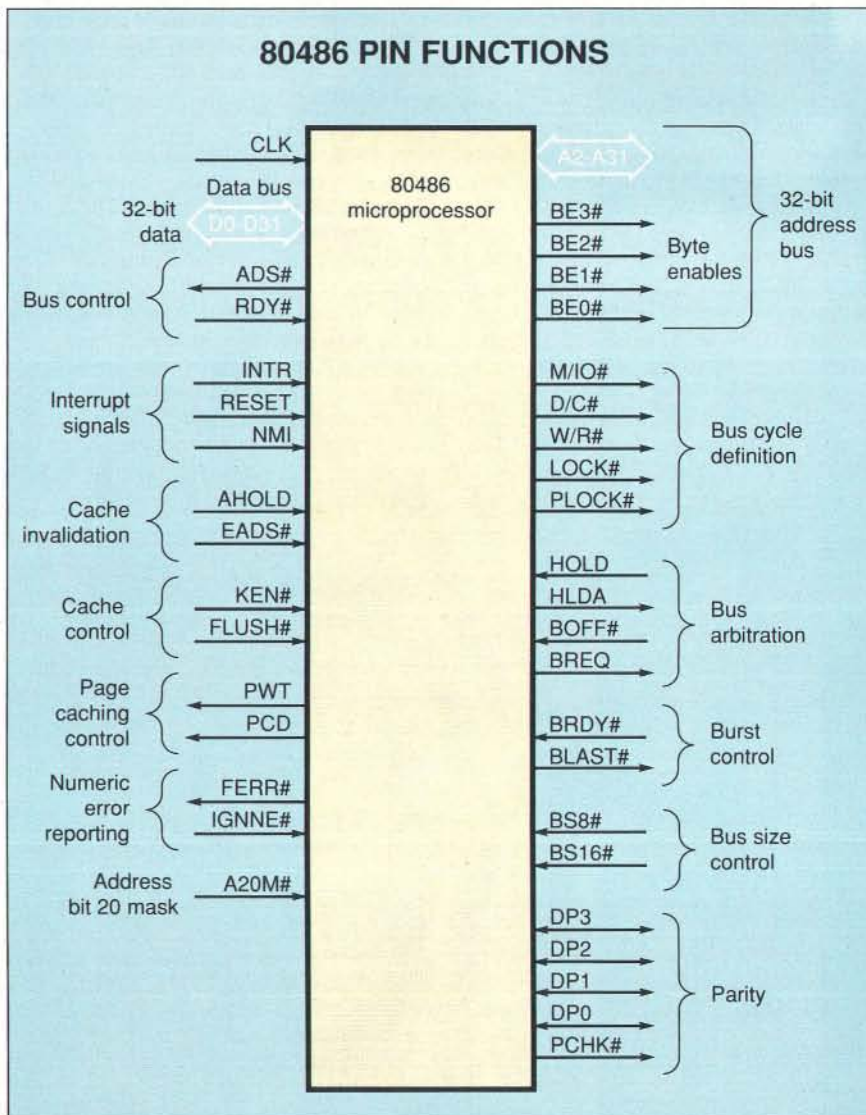 80486 PIN FUNCTIONS
80486
microprocessor
CLK
Data bus
32-bit
data
D0-D31
Bus control
ADS#
RDY#
Interrupt
signals
INTR
RESET
NMI
Cache
invalidation
AHOLD
EADS#
Cache
control
KEN#
FLUSH#
Page
caching
control
PWT
PCD
Numeric
error
reporting
FERR#
IGNNE#
Address
bit 20 mask
A20M#
A2-A31
BE3#
BE2#
BE1#
BE0#
Byte
enables
32-bit
address
bus
M/IO#
D/C#
W/R#
LOCK#
PLOCK#
Bus cycle
definition
HOLD
HLDA
BOFF#
BREQ
Bus
arbitration
BRDY#
BLAST#
Burst
control
BS8#
BS16#
Bus size
control
DP3
DP2
DP1
DP0
PCHK#
Parity